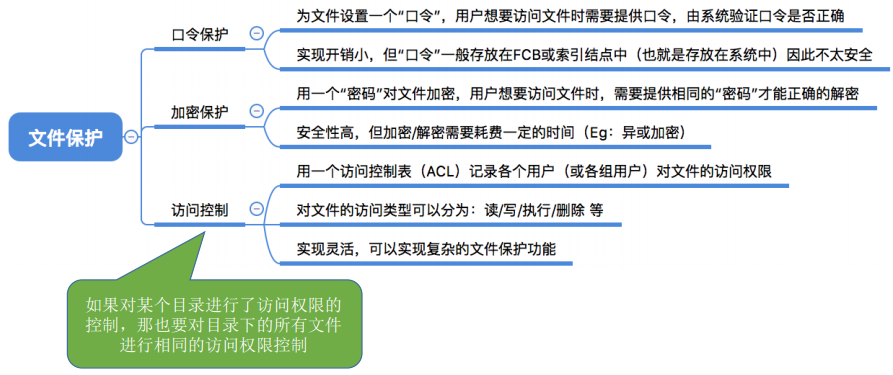 文件保护
口令保护
为文件设置一个“口令”，用户想要访问文件时需要提供口令，由系统验证口令是否正确
实现开销小，但“口令”一般存放在FCB或索引结点中（也就是存放在系统中）因此不太安全
加密保护
用一个“密码”对文件加密，用户想要访问文件时，需要提供相同的“密码”才能正确的解密
安全性高，但加密/解密需要耗费一定的时间（Eg：异或加密）
访问控制
用一个访问控制表（ACL）记录各个用户（或各组用户）对文件的访问权限
对文件的访问类型可以分为：读/写/执行/删除 等
实现灵活，可以实现复杂的文件保护功能
如果对某个目录进行了访问权限的
控制，那也要对目录下的所有文件
进行相同的访问权限控制